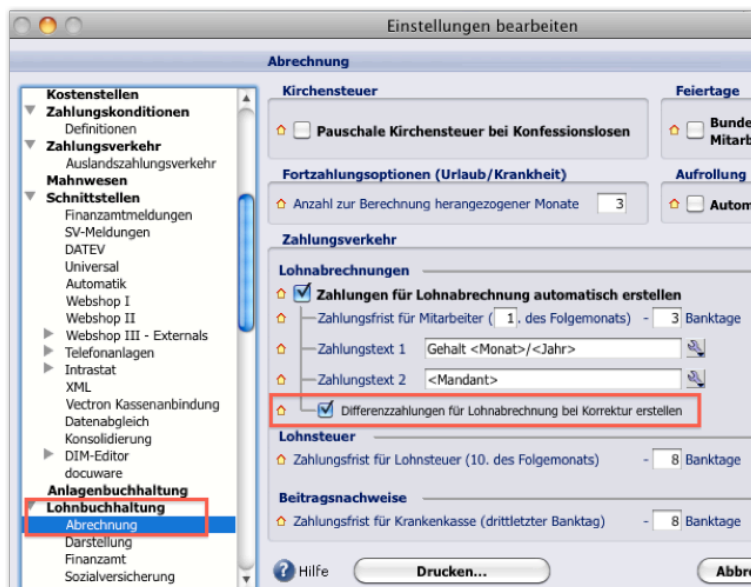 Einstellungen bearbeiten
Abrechnung
Kostenstellen
Zahlungskonditionen
Definitionen
Zahlungsverkehr
Auslandszahlungsverkehr
Mahnwesen
Schnittstellen
Finanzamtmeldungen
SV-Meldungen
DATEV
Universal
Automatik
Webshop I
Webshop II
Webshop III - Externals
Telefonanlagen
Intrastat
XML
Vectron Kassenanbindung
Datenabgleich
Konsolidierung
DIM-Editor
docuware
Anlagenbuchhaltung
Lohnbuchhaltung
Abrechnung
Darstellung
Finanzamt
Sozialversicherung
Kirchensteuer
Pauschale Kirchensteuer bei Konfessionslosen
Feiertage
Bunde
Mitarb
Fortzahlungsoptionen (Urlaub/Krankheit)
Anzahl zur Berechnung herangezogener Monate 3
Aufrollung
Autom
Zahlungsverkehr
Lohnabrechnungen
Zahlungen für Lohnabrechnung automatisch erstellen
Zahlungsfrist für Mitarbeiter ( 1 . des Folgemonats) - 3 Banktage
Zahlungstext 1 Gehalt <Monat>/<Jahr>
Zahlungstext 2 <Mandant>
Differenzzahlungen für Lohnabrechnung bei Korrektur erstellen
Lohnsteuer
Zahlungsfrist für Lohnsteuer (10. des Folgemonats) - 8 Banktage
Beitragsnachweise
Zahlungsfrist für Krankenkasse (drittletzter Banktag) - 8 Banktage
? Hilfe
Drucken...
Abbre